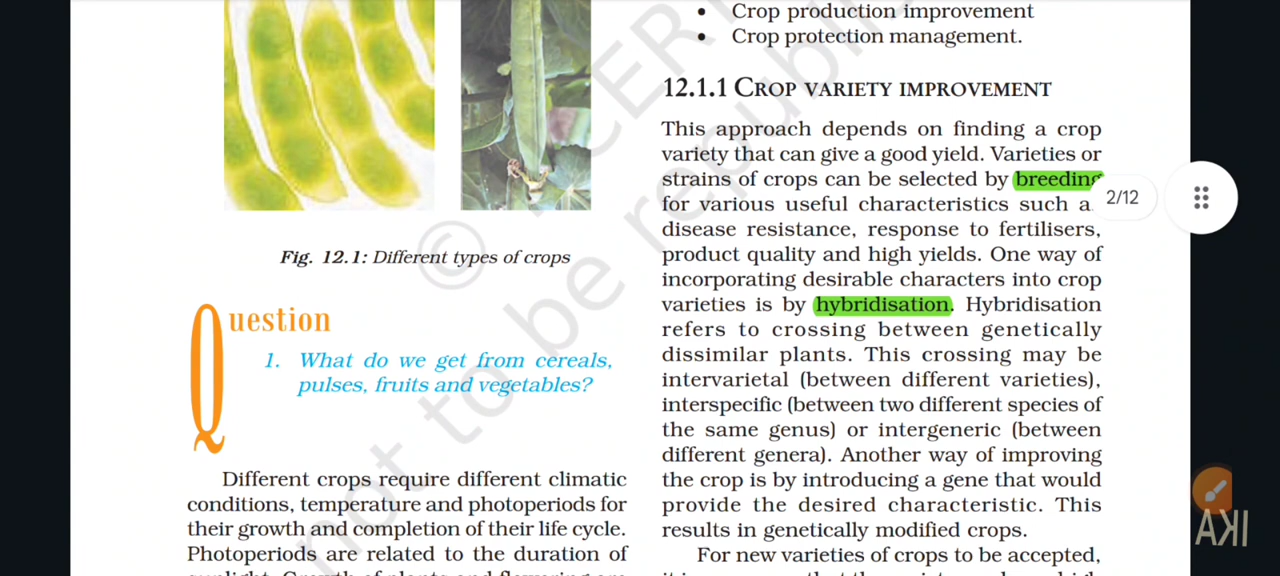 Fig. 12.1: Different types of crops
Question
1. What do we get from cereals,
pulses, fruits and vegetables?
Different crops require different climatic
conditions, temperature and photoperiods for
their growth and completion of their life cycle.
Photoperiods are related to the duration of
• Crop production improvement
• Crop protection management.
12.1.1 CROP VARIETY IMPROVEMENT
This approach depends on finding a crop
variety that can give a good yield. Varieties or
strains of crops can be selected by breeding
for various useful characteristics such a
disease resistance, response to fertilisers,
product quality and high yields. One way of
incorporating desirable characters into crop
varieties is by hybridisation. Hybridisation
refers to crossing between genetically
dissimilar plants. This crossing may be
intervarietal (between different varieties),
interspecific (between two different species of
the same genus) or intergeneric (between
different genera). Another way of improving
the crop is by introducing a gene that would
provide the desired characteristic. This
results in genetically modified crops.
For new varieties of crops to be accepted,
2/12
not to be republi